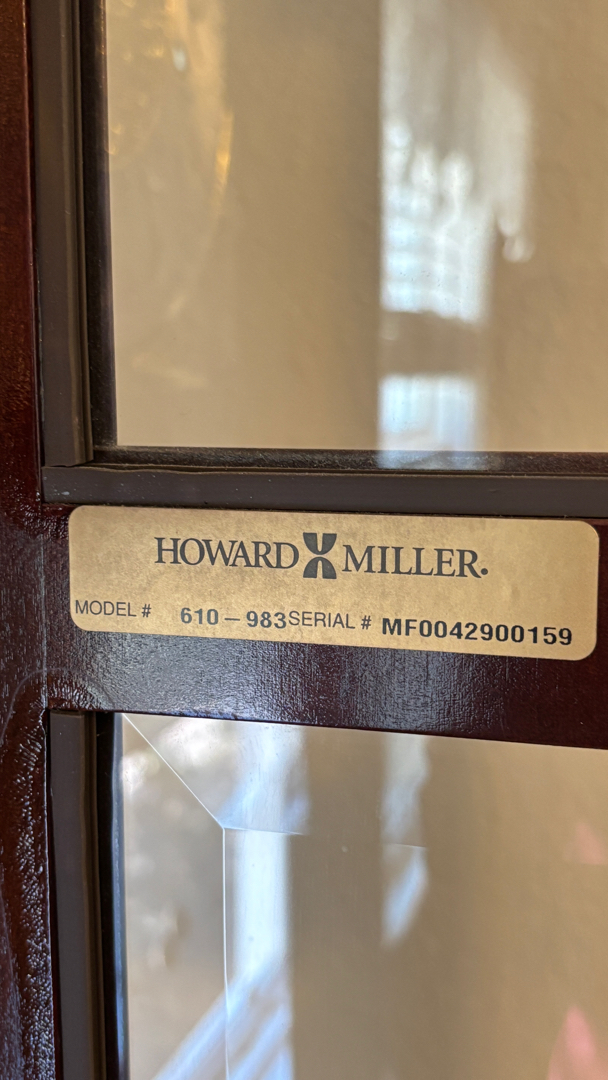 HOWARD MILLER.
MODEL # 610 – 983 SERIAL # MF0042900159